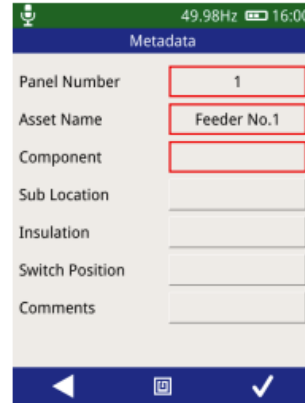 49.98Hz 16:00
Metadata
Panel Number 1
Asset Name Feeder No.1
Component
Sub Location
Insulation
Switch Position
Comments